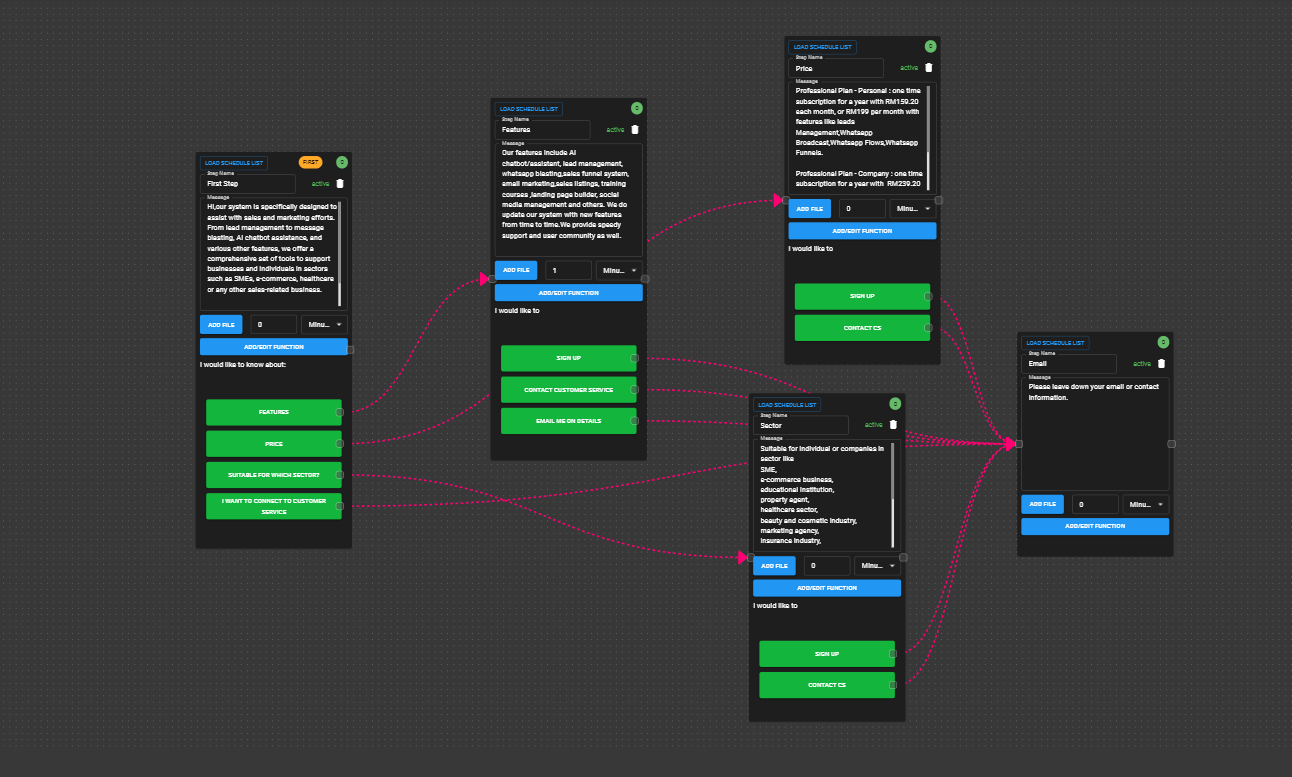 LOAD SCHEDULE LIST
FIRST
Step Name
First Step
active
Message
Hi,our system is specifically designed to
assist with sales and marketing efforts.
From lead management to message
blasting, AI chatbot assistance, and
various other features, we offer a
comprehensive set of tools to support
businesses and individuals in sectors
such as SMEs, e-commerce, healthcare
or any other sales-related business.
ADD FILE
0
Minu...
ADD/EDIT FUNCTION
I would like to know about:
FEATURES
PRICE
SUITABLE FOR WHICH SECTOR?
I WANT TO CONNECT TO CUSTOMER
SERVICE
LOAD SCHEDULE LIST
Step Name
Features
active
Message
Our features include AI
chatbot/assistant, lead management,
whatsapp blasting,sales funnel system,
email marketing,sales listings, training
courses ,landing page builder, social
media management and others. We do
update our system with new features
from time to time.We provide speedy
support and user community as well.
ADD FILE
1
Minu...
ADD/EDIT FUNCTION
I would like to
SIGN UP
CONTACT CUSTOMER SERVICE
EMAIL ME ON DETAILS
LOAD SCHEDULE LIST
Step Name
Price
active
Message
Professional Plan - Personal : one time
subscription for a year with RM159.20
each month, or RM199 per month with
features like leads
Management,Whatsapp
Broadcast,Whatsapp Flows,Whatsapp
Funnels.
Professional Plan - Company : one time
subscription for a year with RM239.20
ADD FILE
0
Minu...
ADD/EDIT FUNCTION
I would like to
SIGN UP
CONTACT CS
LOAD SCHEDULE LIST
Step Name
Sector
active
Message
Suitable for individual or companies in
sector like
SME,
e-commerce business,
educational institution,
property agent,
healthcare sector,
beauty and cosmetic industry,
marketing agency,
insurance industry,
ADD FILE
0
Minu...
ADD/EDIT FUNCTION
I would like to
SIGN UP
CONTACT CS
LOAD SCHEDULE LIST
Step Name
Email
active
Message
Please leave down your email or contact
information.
ADD FILE
0
Minu...
ADD/EDIT FUNCTION